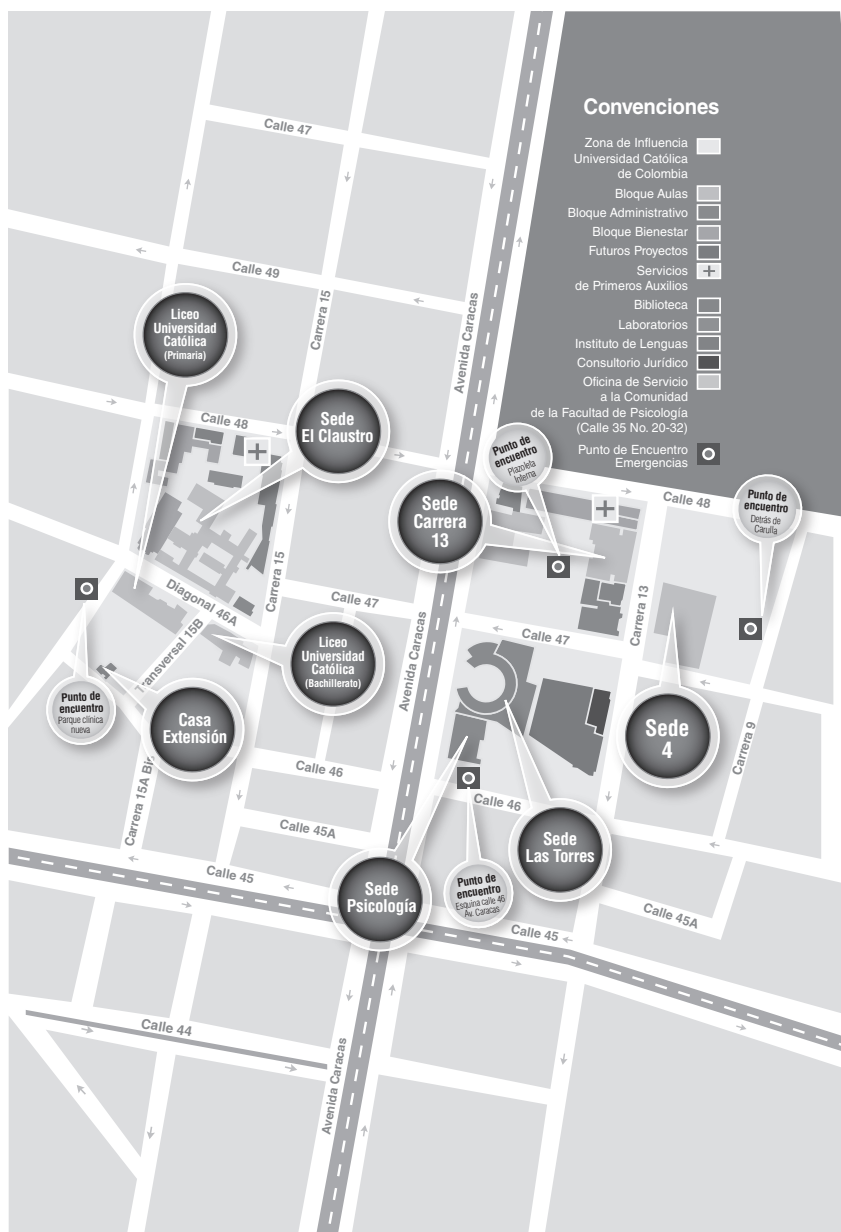 Convenciones
Zona de Influencia
Universidad Católica
de Colombia
Bloque Aulas
Bloque Administrativo
Bloque Bienestar
Futuros Proyectos
Servicios
de Primeros Auxilios
Biblioteca
Laboratorios
Instituto de Lenguas
Consultorio Jurídico
Oficina de Servicio
a la Comunidad
de la Facultad de Psicología
(Calle 35 No. 20-32)
Punto de Encuentro
Emergencias
Calle 47
Calle 49
Carrera 15
Avenida Caracas
Liceo
Universidad
Católica
(Primaria)
Calle 48
Sede
El Claustro
Punto de
encuentro
Plazoleta
Interna
Sede
Carrera
13
Calle 48
Punto de
encuentro
Detrás de
Carulla
Diagonal 46A
Carrera 15
Calle 47
Carrera 13
Calle 47
Transversal 15B
Liceo
Universidad
Católica
(Bachillerato)
Avenida Caracas
Punto de
encuentro
Parque clínica
nueva
Casa
Extensión
Sede
4
Carrera 9
Calle 46
Carrera 15A Bis
Calle 46
Calle 45A
Sede
Las Torres
Calle 45
Sede
Psicología
Punto de
encuentro
Esquina calle 46
Av. Caracas
Calle 45A
Calle 45
Calle 44
Avenida Caracas